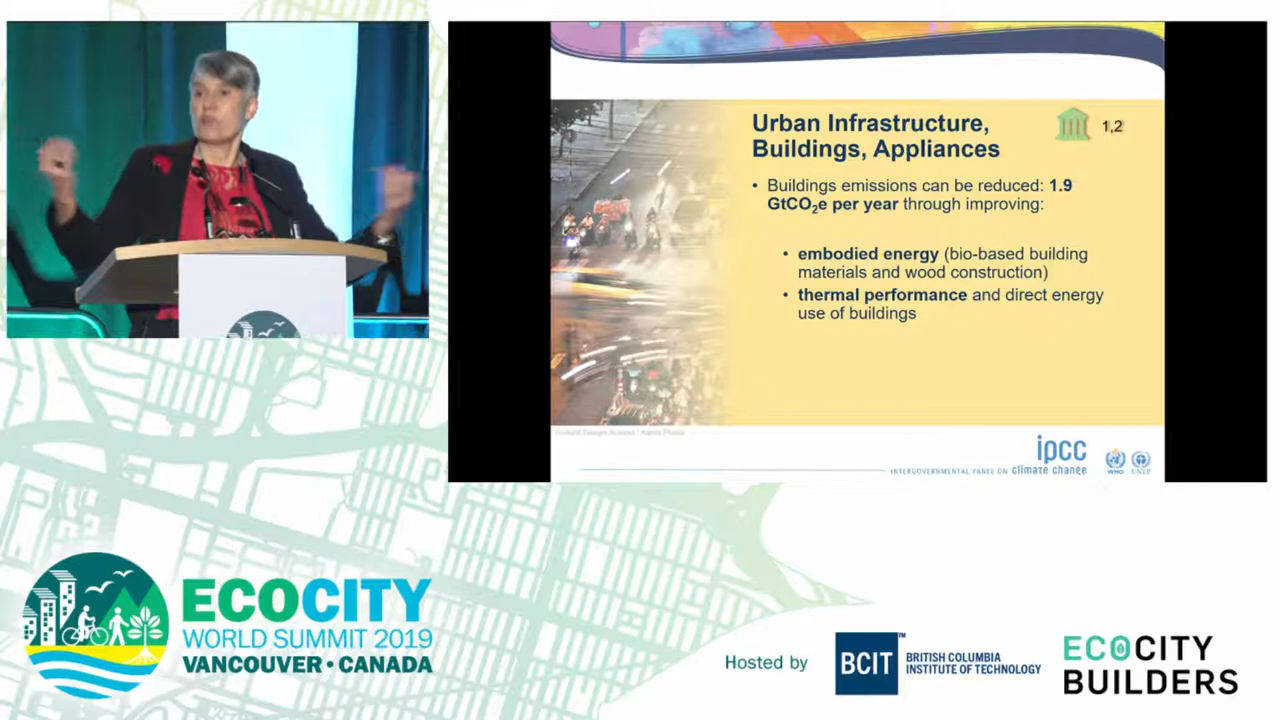 Urban Infrastructure,
Buildings, Appliances
1,2
• Buildings emissions can be reduced: 1.9
GtCO₂e per year through improving:
• embodied energy (bio-based building
materials and wood construction)
• thermal performance and direct energy
use of buildings
ipcc
INTERGOVERNMENTAL PANEL ON climate change
WMO UNEP
ECOCITY
WORLD SUMMIT 2019
VANCOUVER • CANADA
Hosted by
BCIT™
BRITISH COLUMBIA
INSTITUTE OF TECHNOLOGY
ECOCITY
BUILDERS